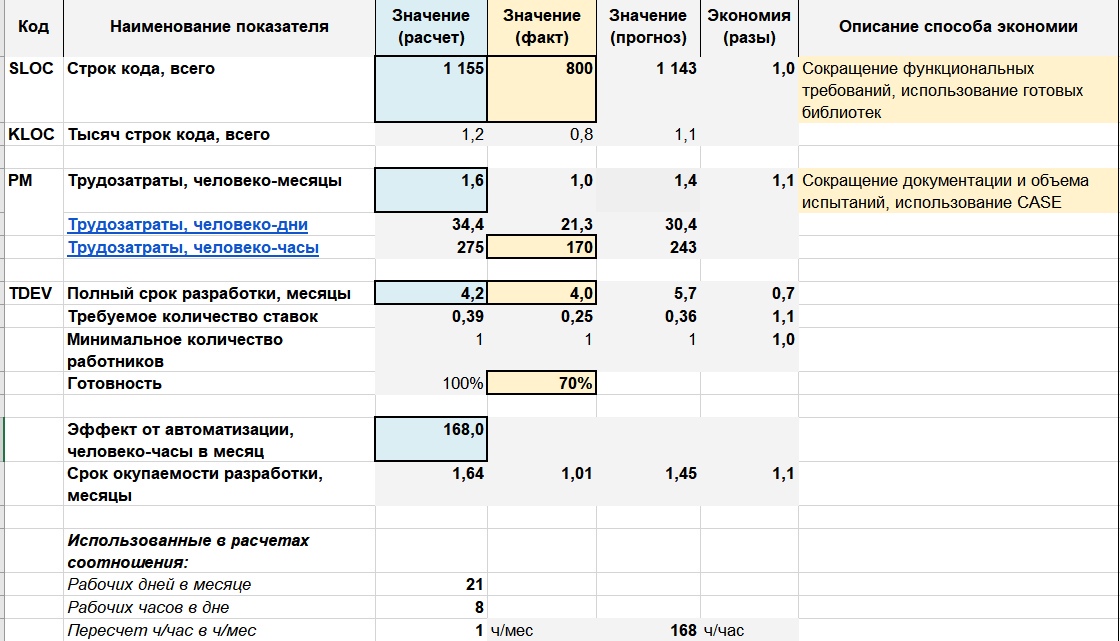 Код Наименование показателя Значение (расчет) Значение (факт) Значение (прогноз) Экономия (разы) Описание способа экономии
SLOC Строк кода, всего 1 155 800 1 143 1,0 Сокращение функциональных
требований, использование готовых
библиотек
KLOC Тысяч строк кода, всего 1,2 0,8 1,1
PM Трудозатраты, человеко-месяцы 1,6 1,0 1,4 1,1 Сокращение документации и объема
испытаний, использование CASE
Трудозатраты, человеко-дни 34,4 21,3 30,4
Трудозатраты, человеко-часы 275 170 243
TDEV Полный срок разработки, месяцы 4,2 4,0 5,7 0,7
Требуемое количество ставок 0,39 0,25 0,36 1,1
Минимальное количество 1 1 1 1,0
работников
Готовность 100% 70%
Эффект от автоматизации, 168,0
человеко-часы в месяц
Срок окупаемости разработки, 1,64 1,01 1,45 1,1
месяцы
Использованные в расчетах
соотношения:
Рабочих дней в месяце 21
Рабочих часов в дне 8
Пересчет ч/час в ч/мес 1 ч/мес 168 ч/час